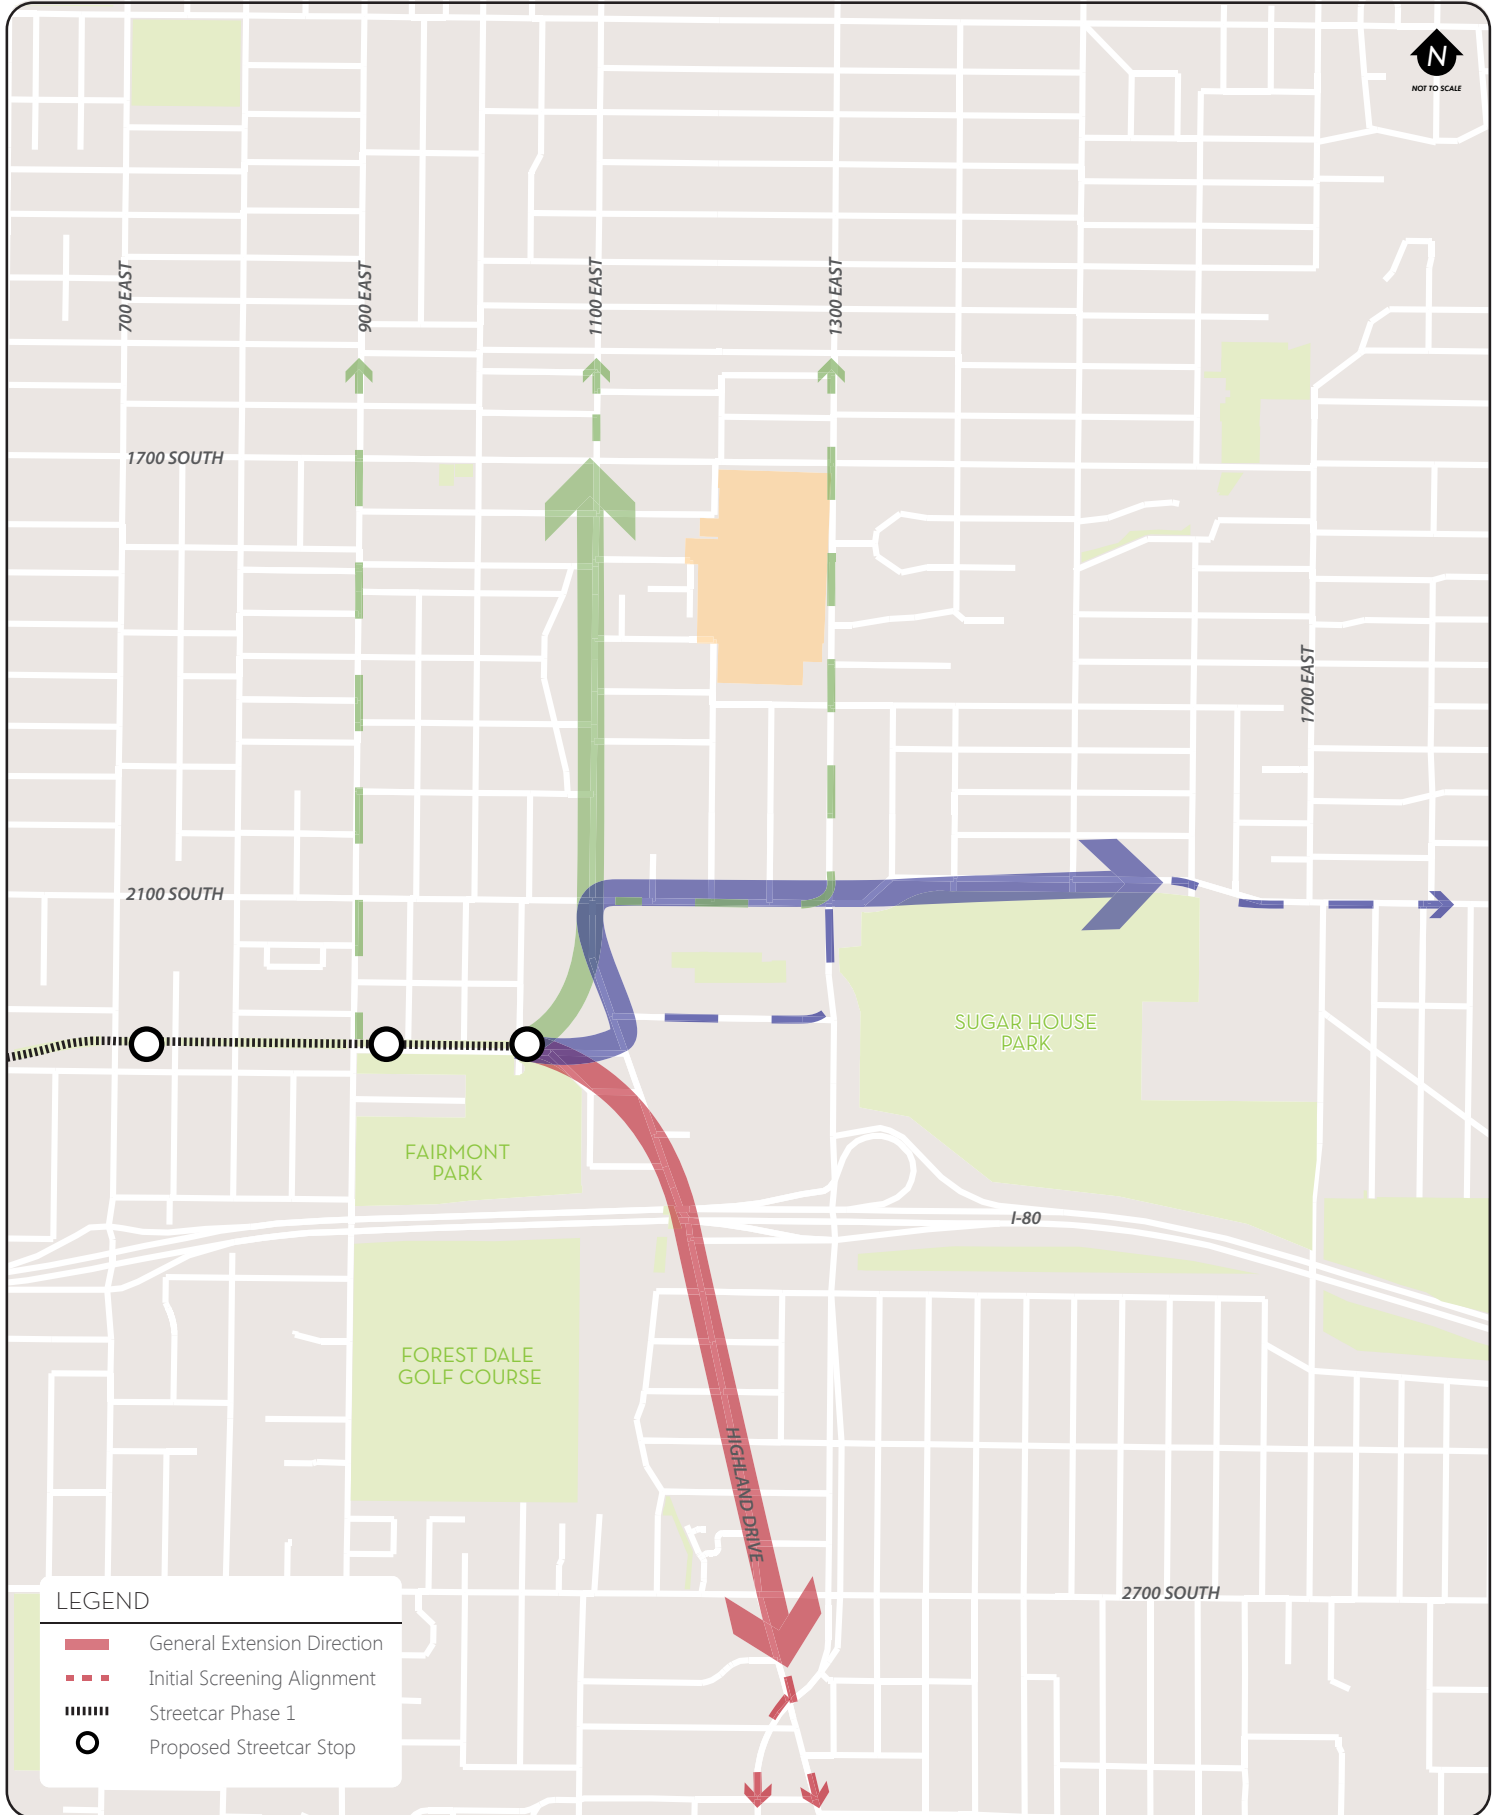 N
NOT TO SCALE
700 EAST
900 EAST
1100 EAST
1300 EAST
1700 SOUTH
1700 EAST
2100 SOUTH
SUGAR HOUSE
PARK
FAIRMONT
PARK
I-80
FOREST DALE
GOLF COURSE
HIGHLAND DRIVE
2700 SOUTH
LEGEND
General Extension Direction
Initial Screening Alignment
Streetcar Phase 1
Proposed Streetcar Stop